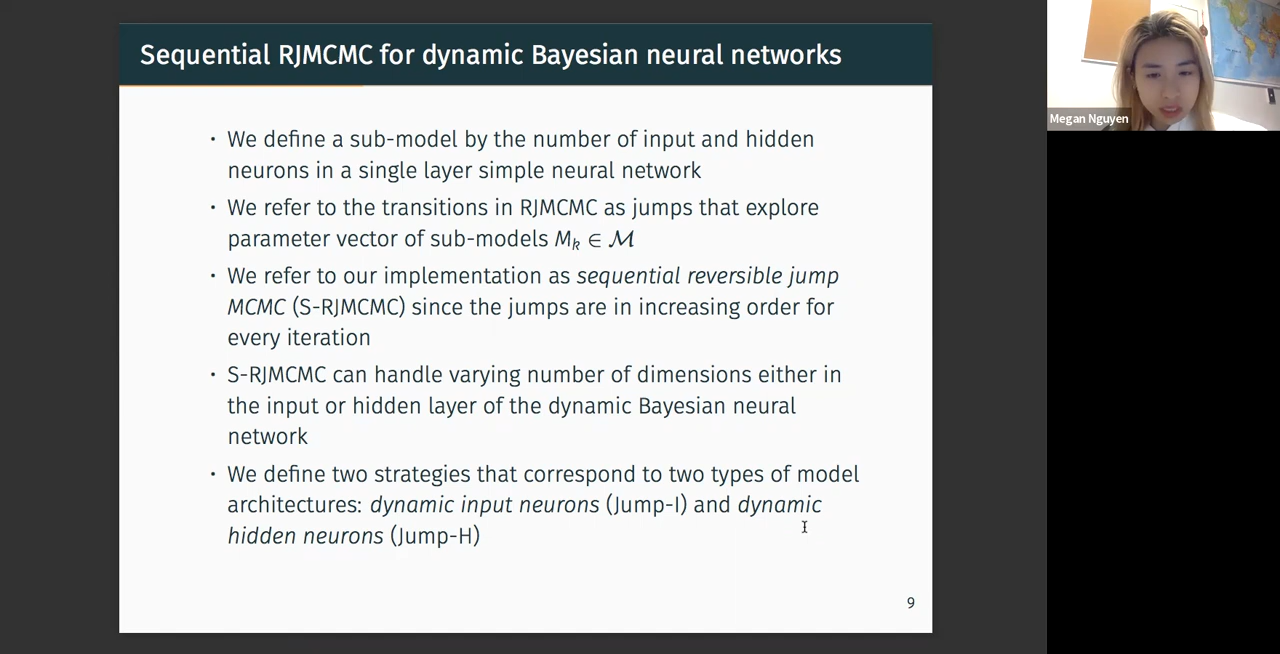 Sequential RJMCMC for dynamic Bayesian neural networks
Megan Nguyen
· We define a sub-model by the number of input and hidden
neurons in a single layer simple neural network
· We refer to the transitions in RJMCMC as jumps that explore
parameter vector of sub-models Mₖ ∈ ℳ
· We refer to our implementation as sequential reversible jump
MCMC (S-RJMCMC) since the jumps are in increasing order for
every iteration
· S-RJMCMC can handle varying number of dimensions either in
the input or hidden layer of the dynamic Bayesian neural
network
· We define two strategies that correspond to two types of model
architectures: dynamic input neurons (Jump-I) and dynamic
hidden neurons (Jump-H)
9